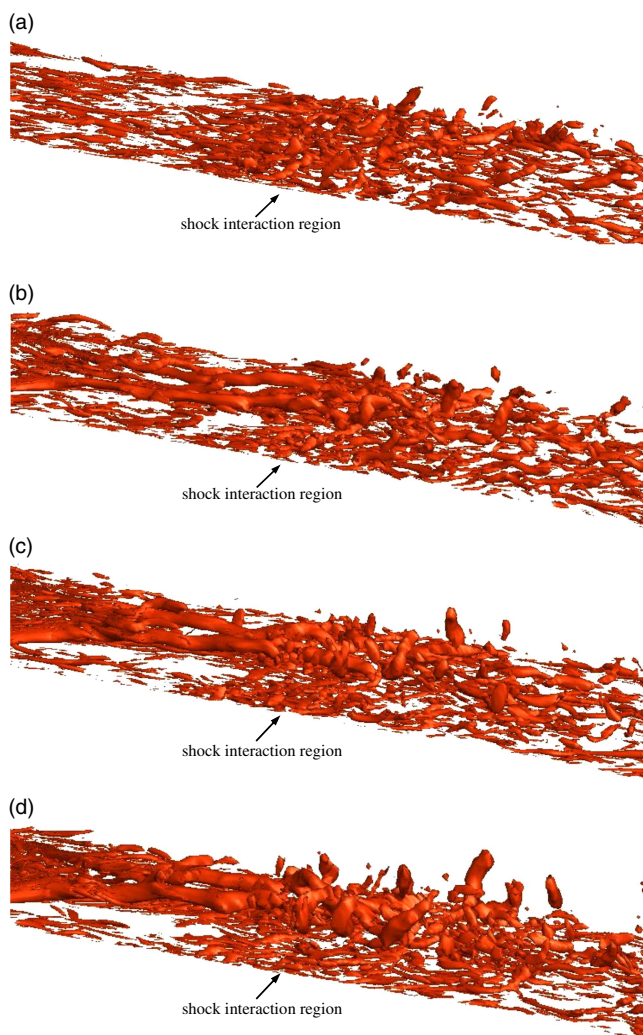 (a)
shock interaction region
(b)
shock interaction region
(c)
shock interaction region
(d)
shock interaction region